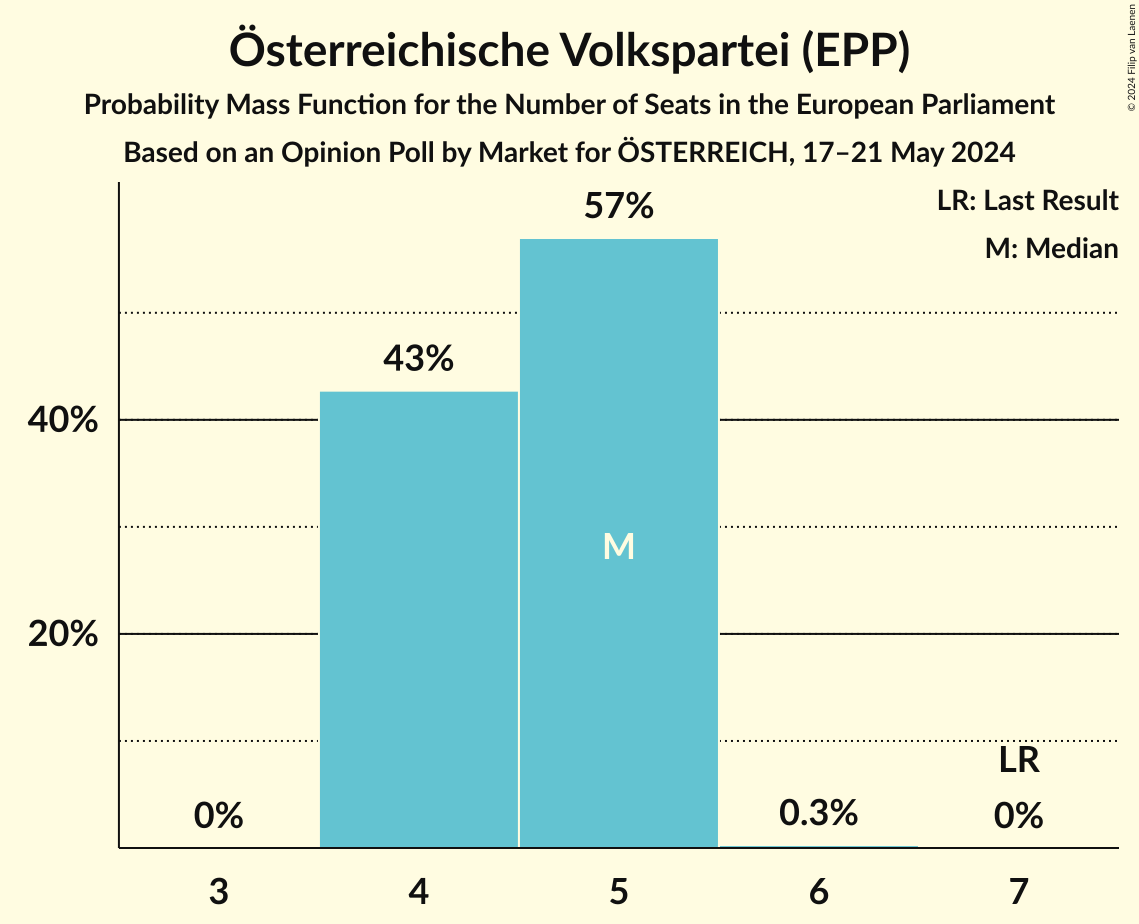 Österreichische Volkspartei (EPP)
Probability Mass Function for the Number of Seats in the European Parliament
Based on an Opinion Poll by Market for ÖSTERREICH, 17–21 May 2024
© 2024 Filip van Laenen
LR: Last Result
M: Median
57%
43%
40%
M
20%
LR
0%
0.3%
0%
3 4 5 6 7